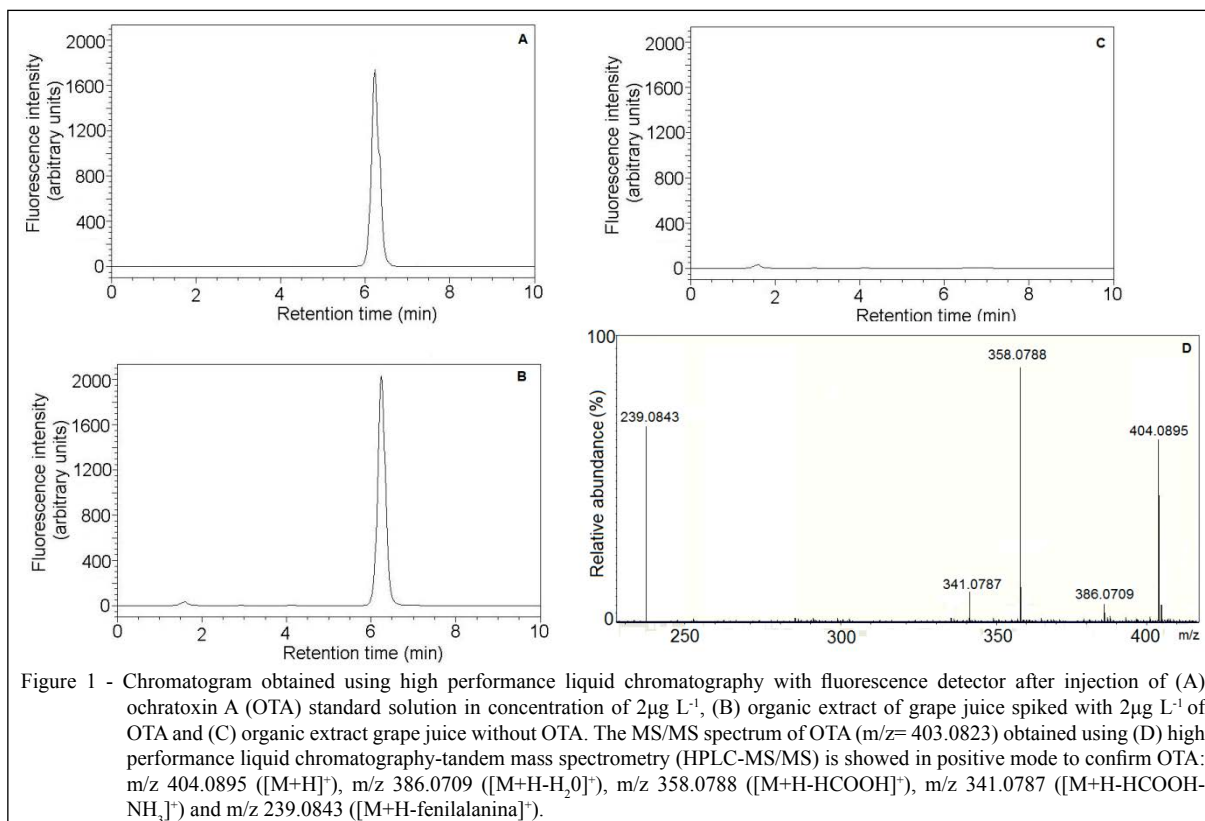 A
Fluorescence intensity
(arbitrary units)
2000
1600
1200
800
400
0
0 2 4 6 8 10
Retention time (min)
C
Fluorescence intensity
(arbitrary units)
2000
1600
1200
800
400
0
0 2 4 6 8 10
Retention time (min)
B
Fluorescence intensity
(arbitrary units)
2000
1600
1200
800
400
0
0 2 4 6 8 10
Retention time (min)
D
Relative abundance (%)
100
0
358.0788
239.0843
404.0895
341.0787
386.0709
250 300 350 400 m/z
Figure 1 - Chromatogram obtained using high performance liquid chromatography with fluorescence detector after injection of (A)
ochratoxin A (OTA) standard solution in concentration of 2μg L-1, (B) organic extract of grape juice spiked with 2μg L-1 of
OTA and (C) organic extract grape juice without OTA. The MS/MS spectrum of OTA (m/z= 403.0823) obtained using (D) high
performance liquid chromatography-tandem mass spectrometry (HPLC-MS/MS) is showed in positive mode to confirm OTA:
m/z 404.0895 ([M+H]+), m/z 386.0709 ([M+H-H20]+), m/z 358.0788 ([M+H-HCOOH]+), m/z 341.0787 ([M+H-HCOOH-
NH3]+) and m/z 239.0843 ([M+H-fenilalanina]+).